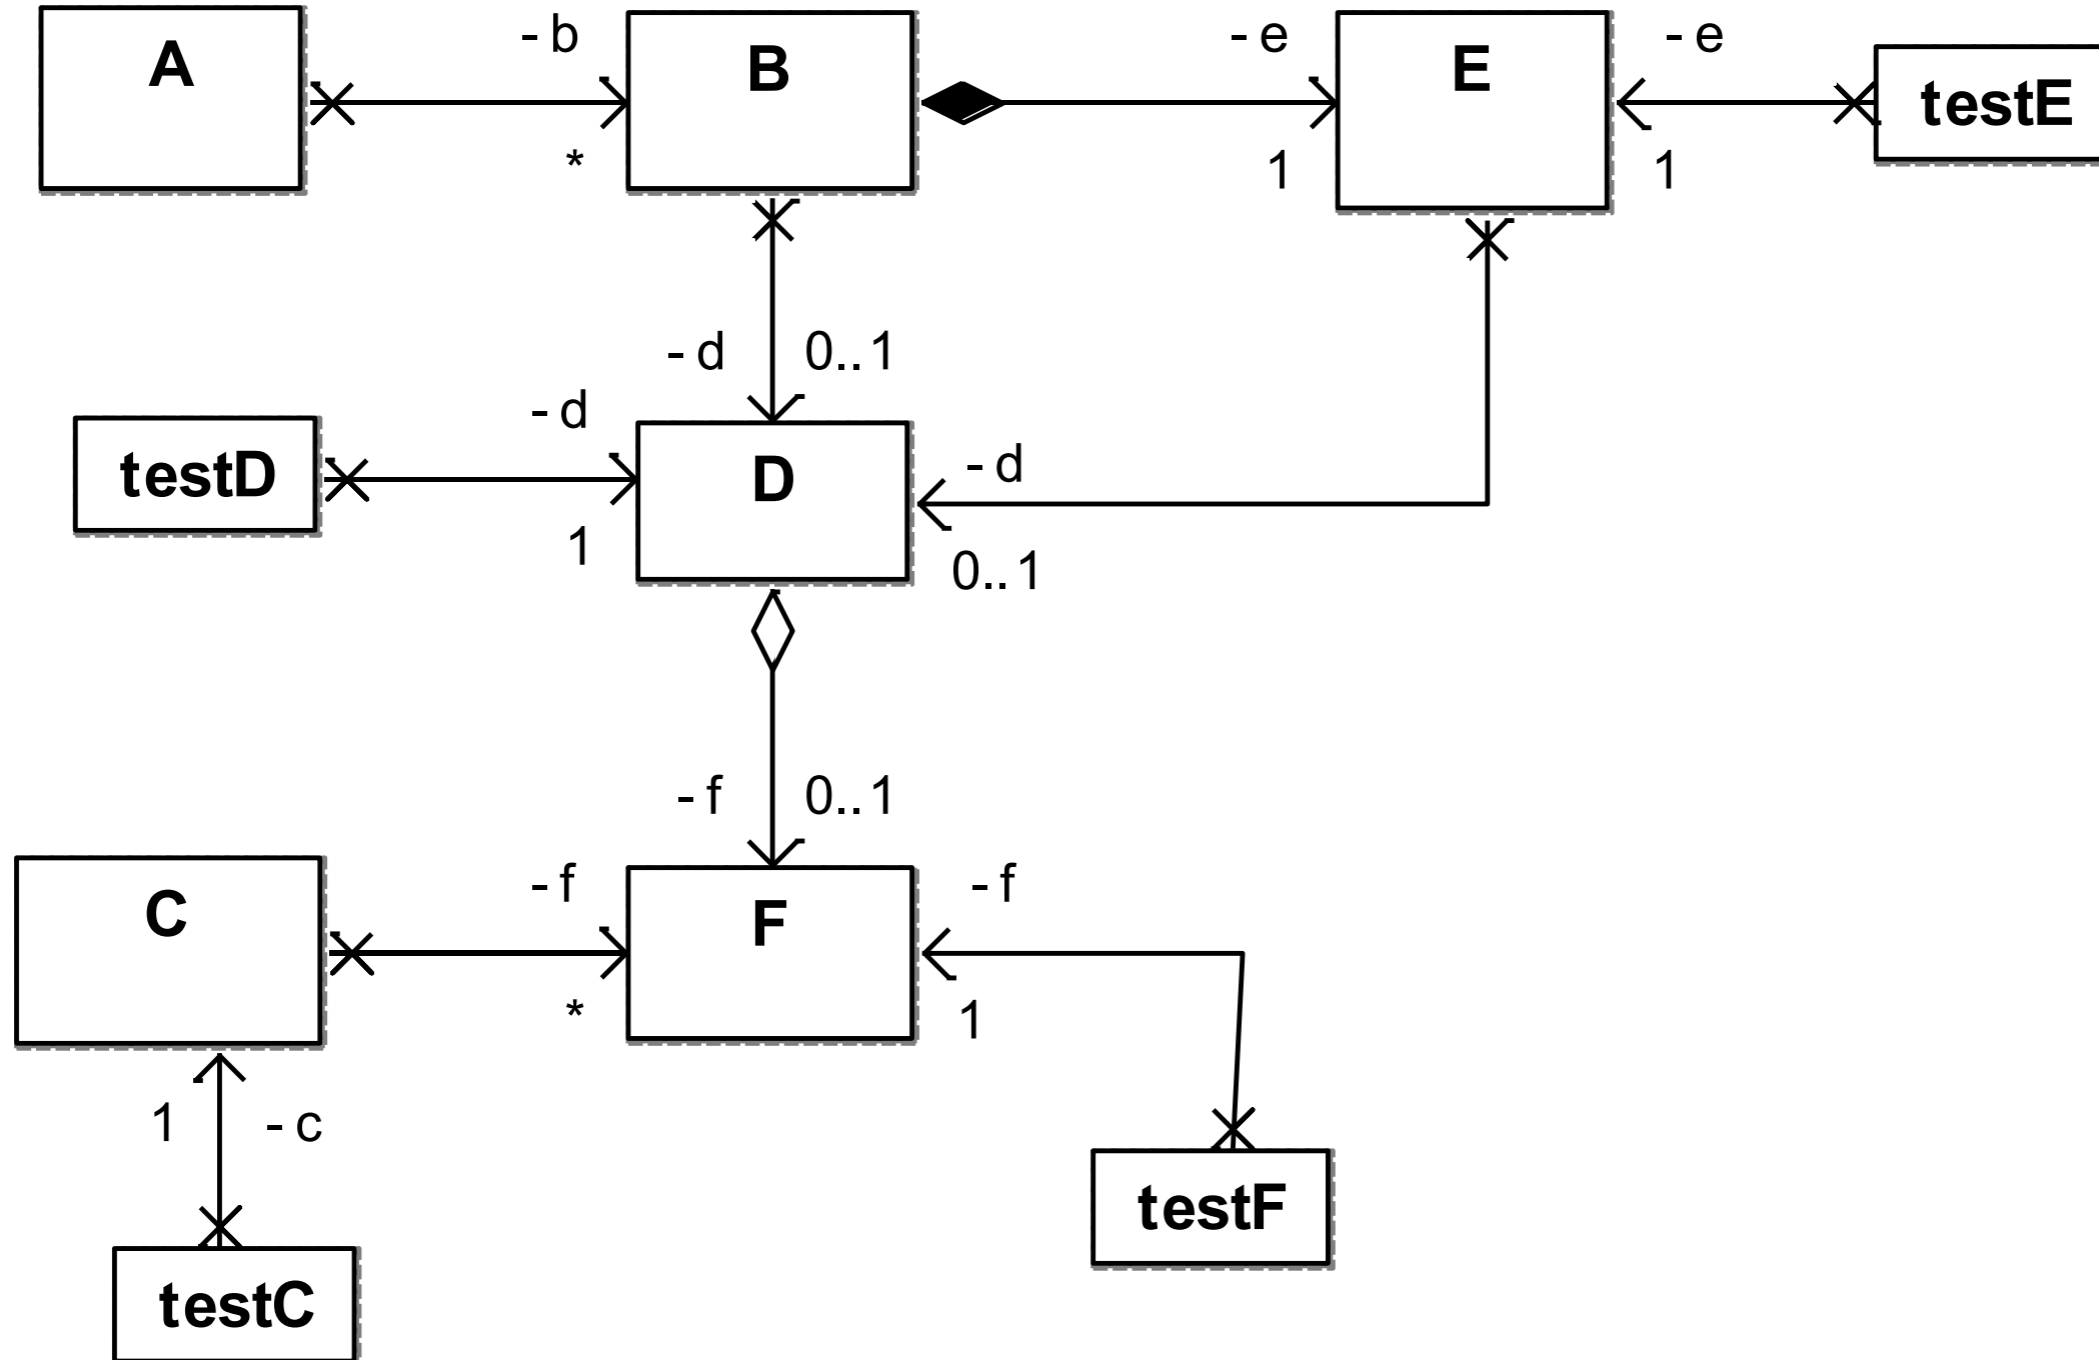 A
- b
*
B
- e
1
E
- e
1
testE
- d
0..1
testD
- d
1
D
- d
0..1
- f
0..1
C
- f
*
F
- f
1
1
- c
testF
testC